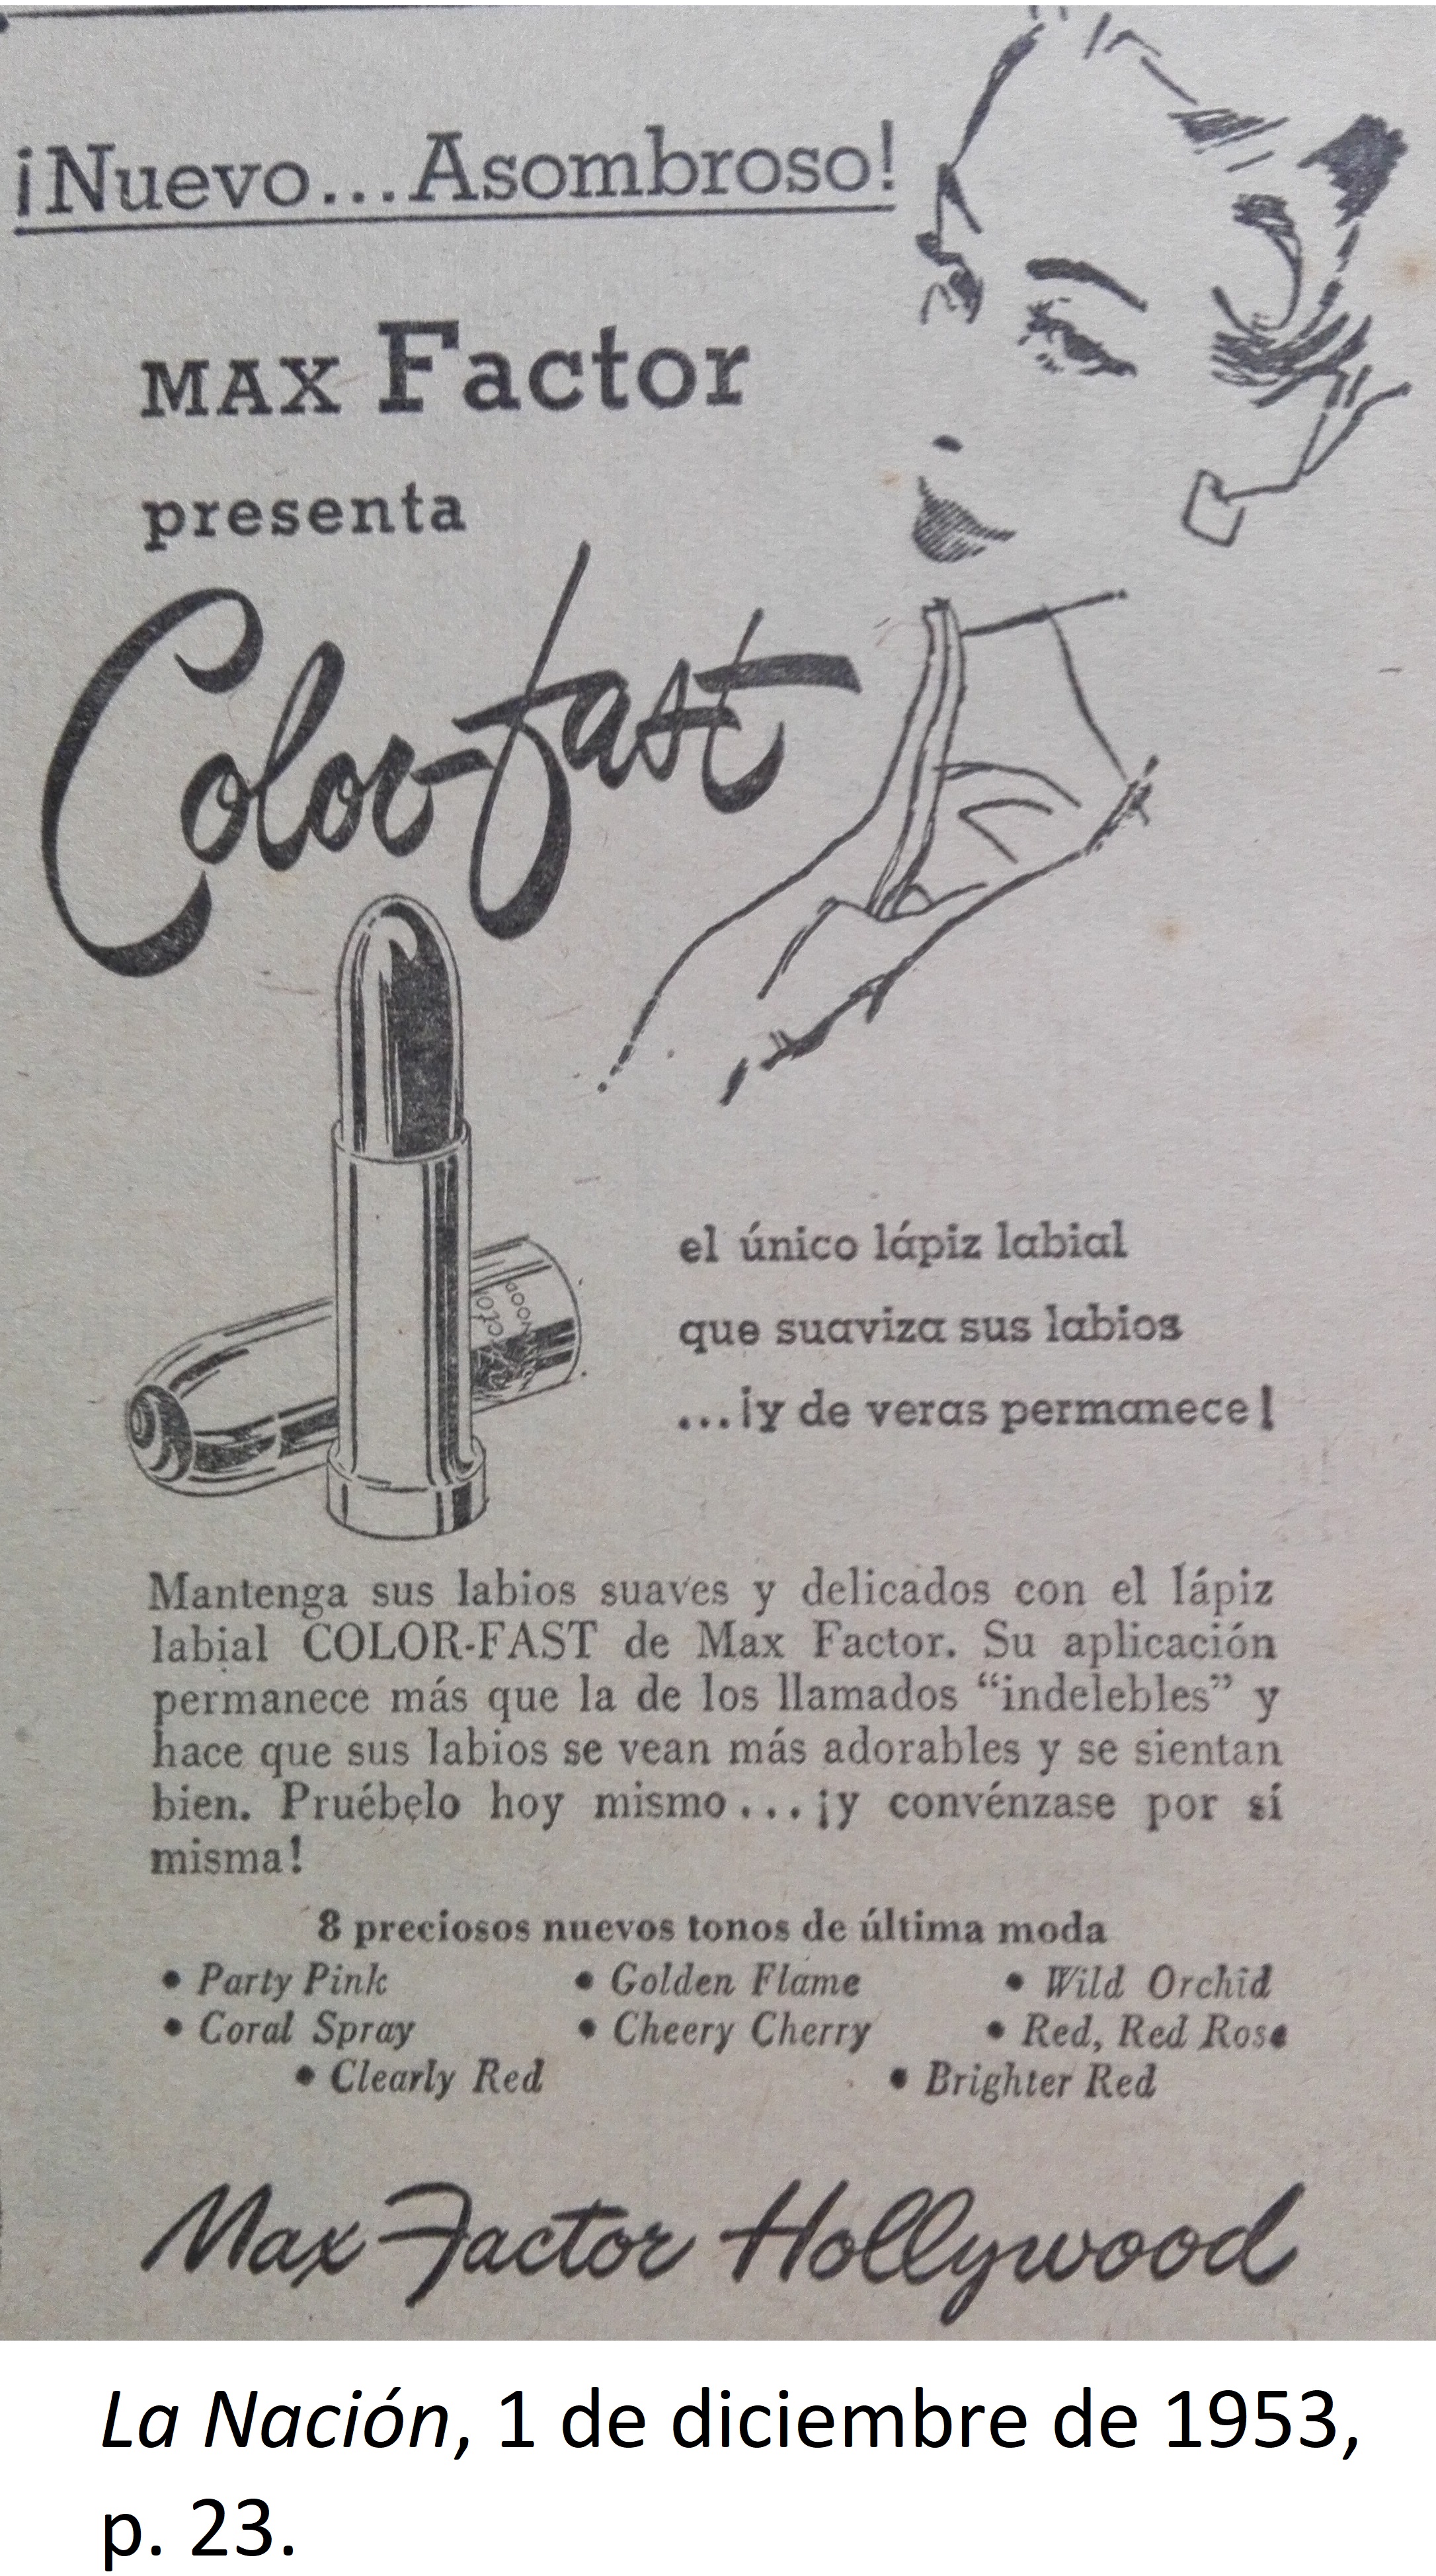 ¡Nuevo...Asombroso!
MAX Factor
presenta
Color-fast
el único lápiz labial
que suaviza sus labios
...¡y de veras permanece!
Mantenga sus labios suaves y delicados con el lápiz
labial COLOR-FAST de Max Factor. Su aplicación
permanece más que la de los llamados “indelebles” y
hace que sus labios se vean más adorables y se sientan
bien. Pruébelo hoy mismo...¡y convénzase por sí
misma!
8 preciosos nuevos tonos de última moda
• Party Pink • Golden Flame • Wild Orchid
• Coral Spray • Cheery Cherry • Red, Red Rose
• Clearly Red • Brighter Red
Max Factor Hollywood
La Nación, 1 de diciembre de 1953,
p. 23.